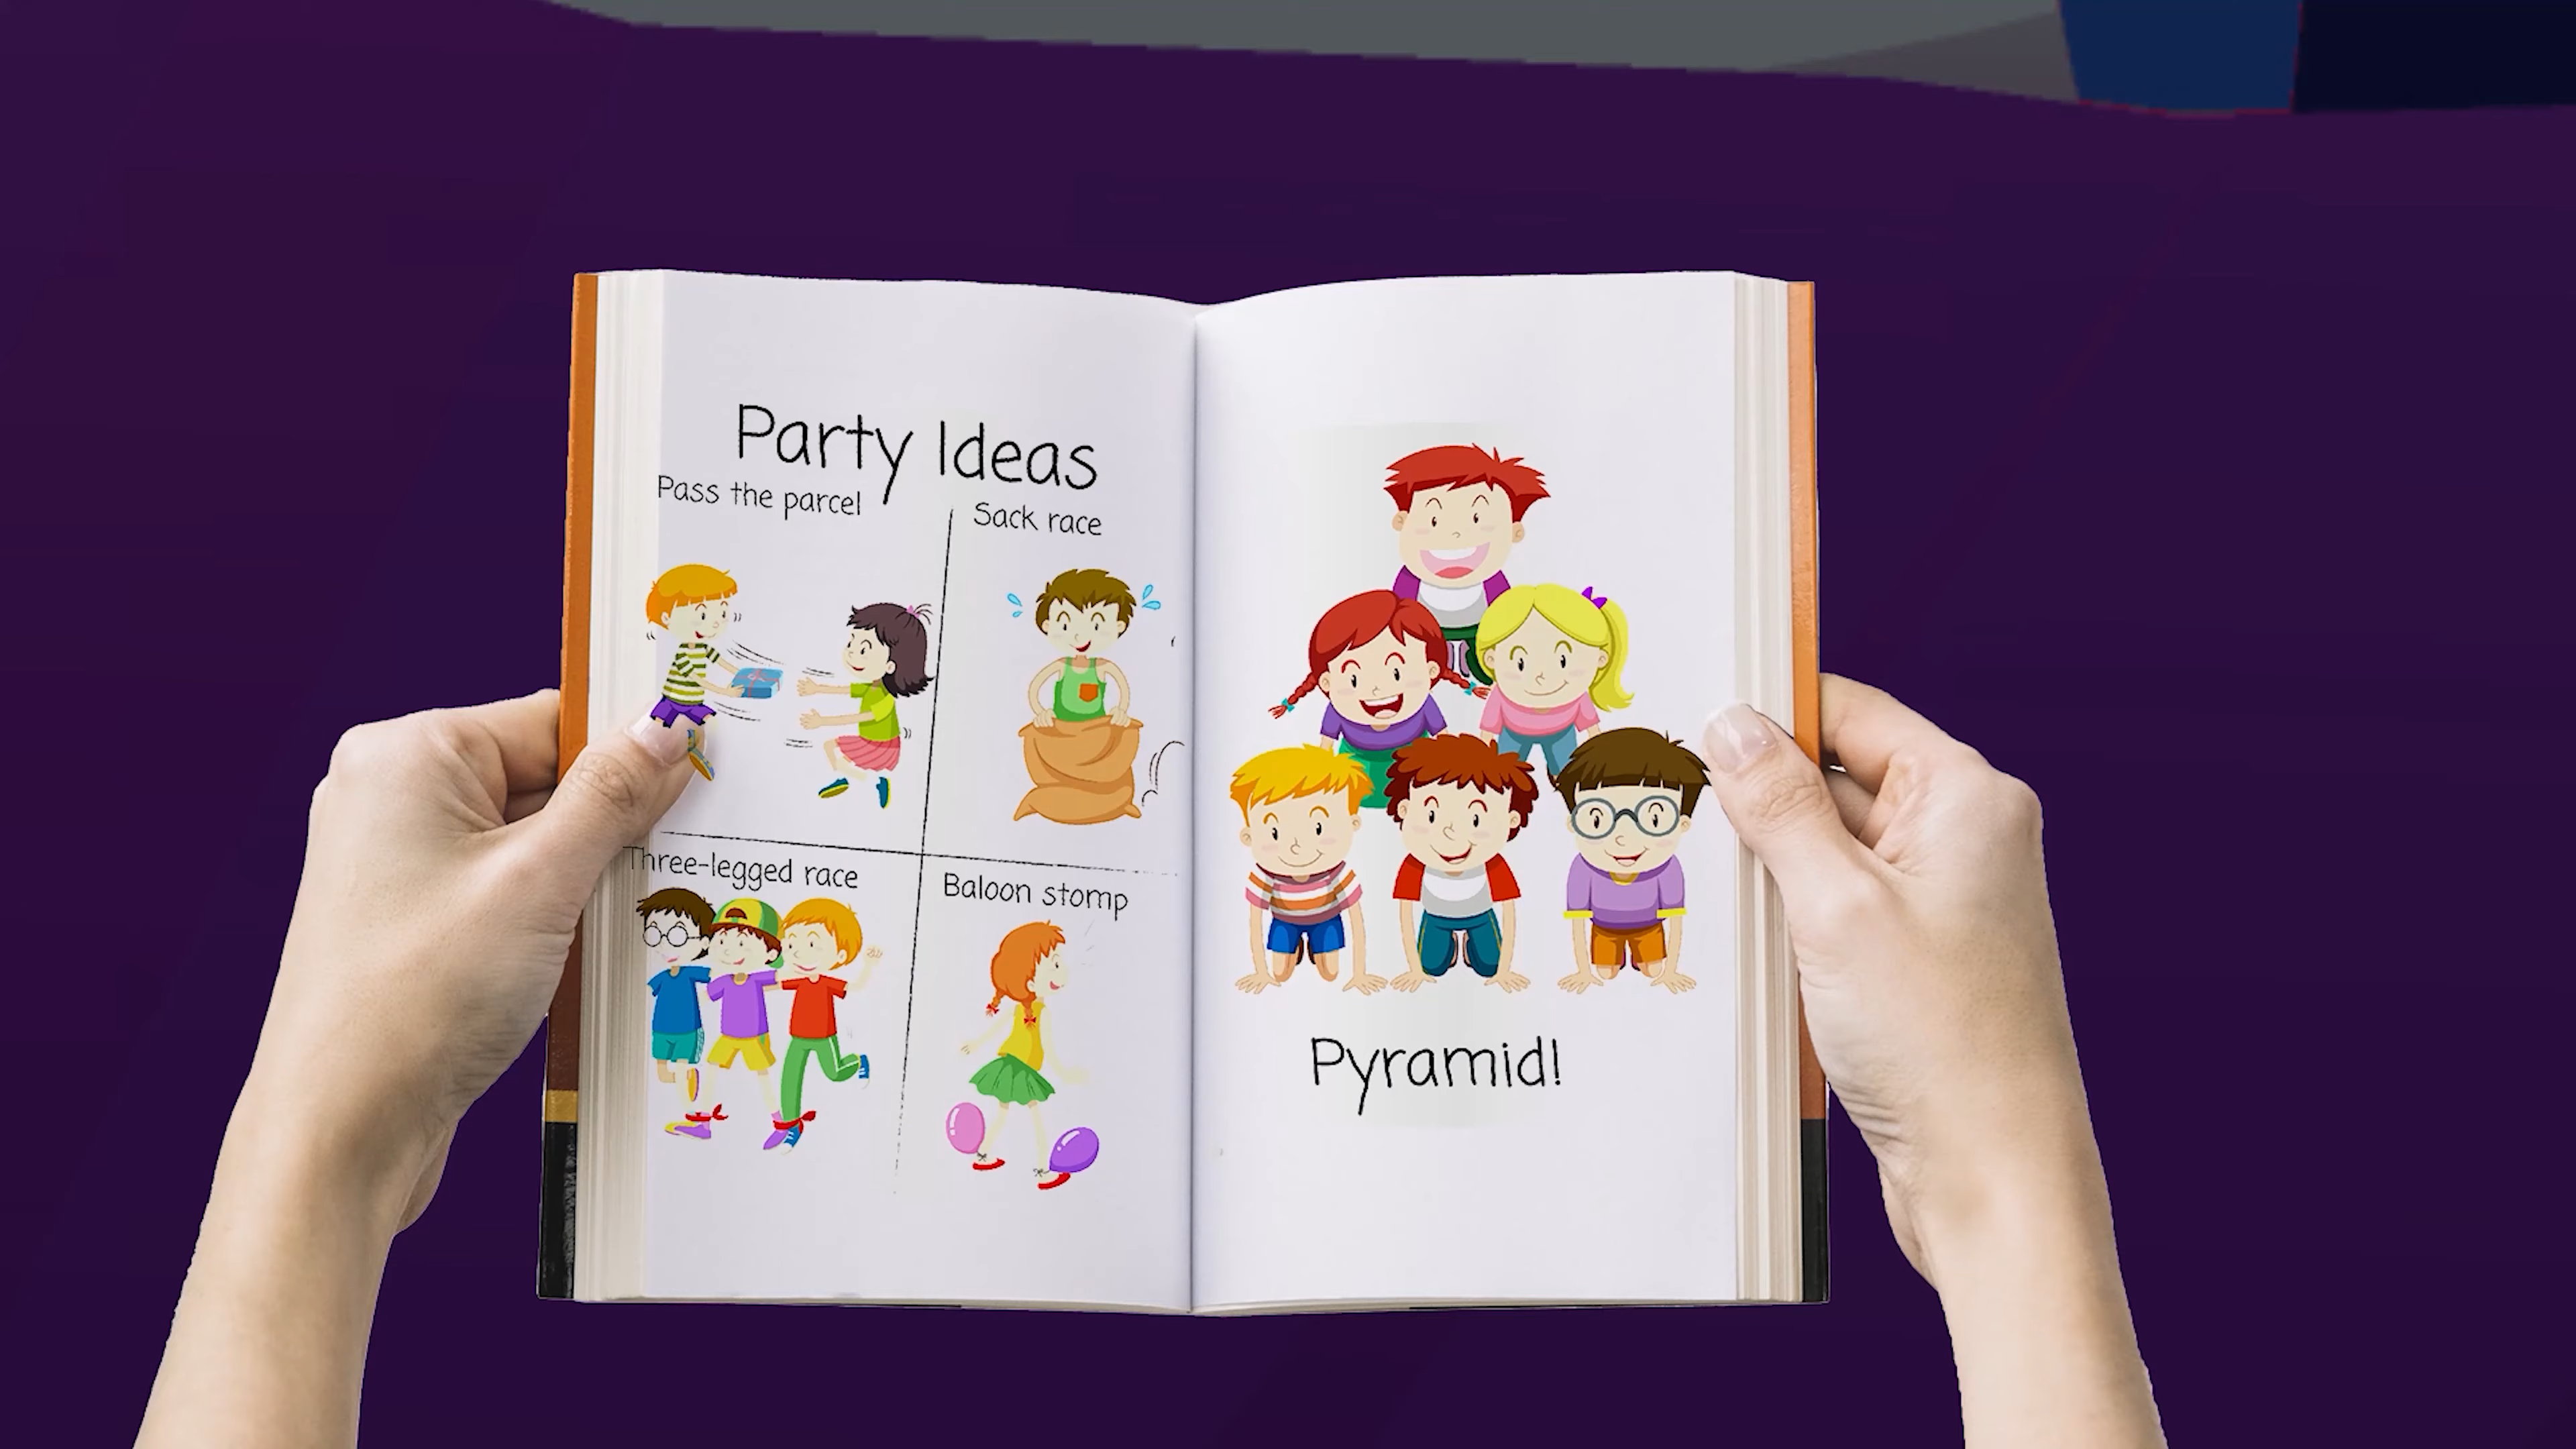 Party Ideas
Pass the parcel
Sack race
Three-legged race
Baloon stomp
Pyramid!